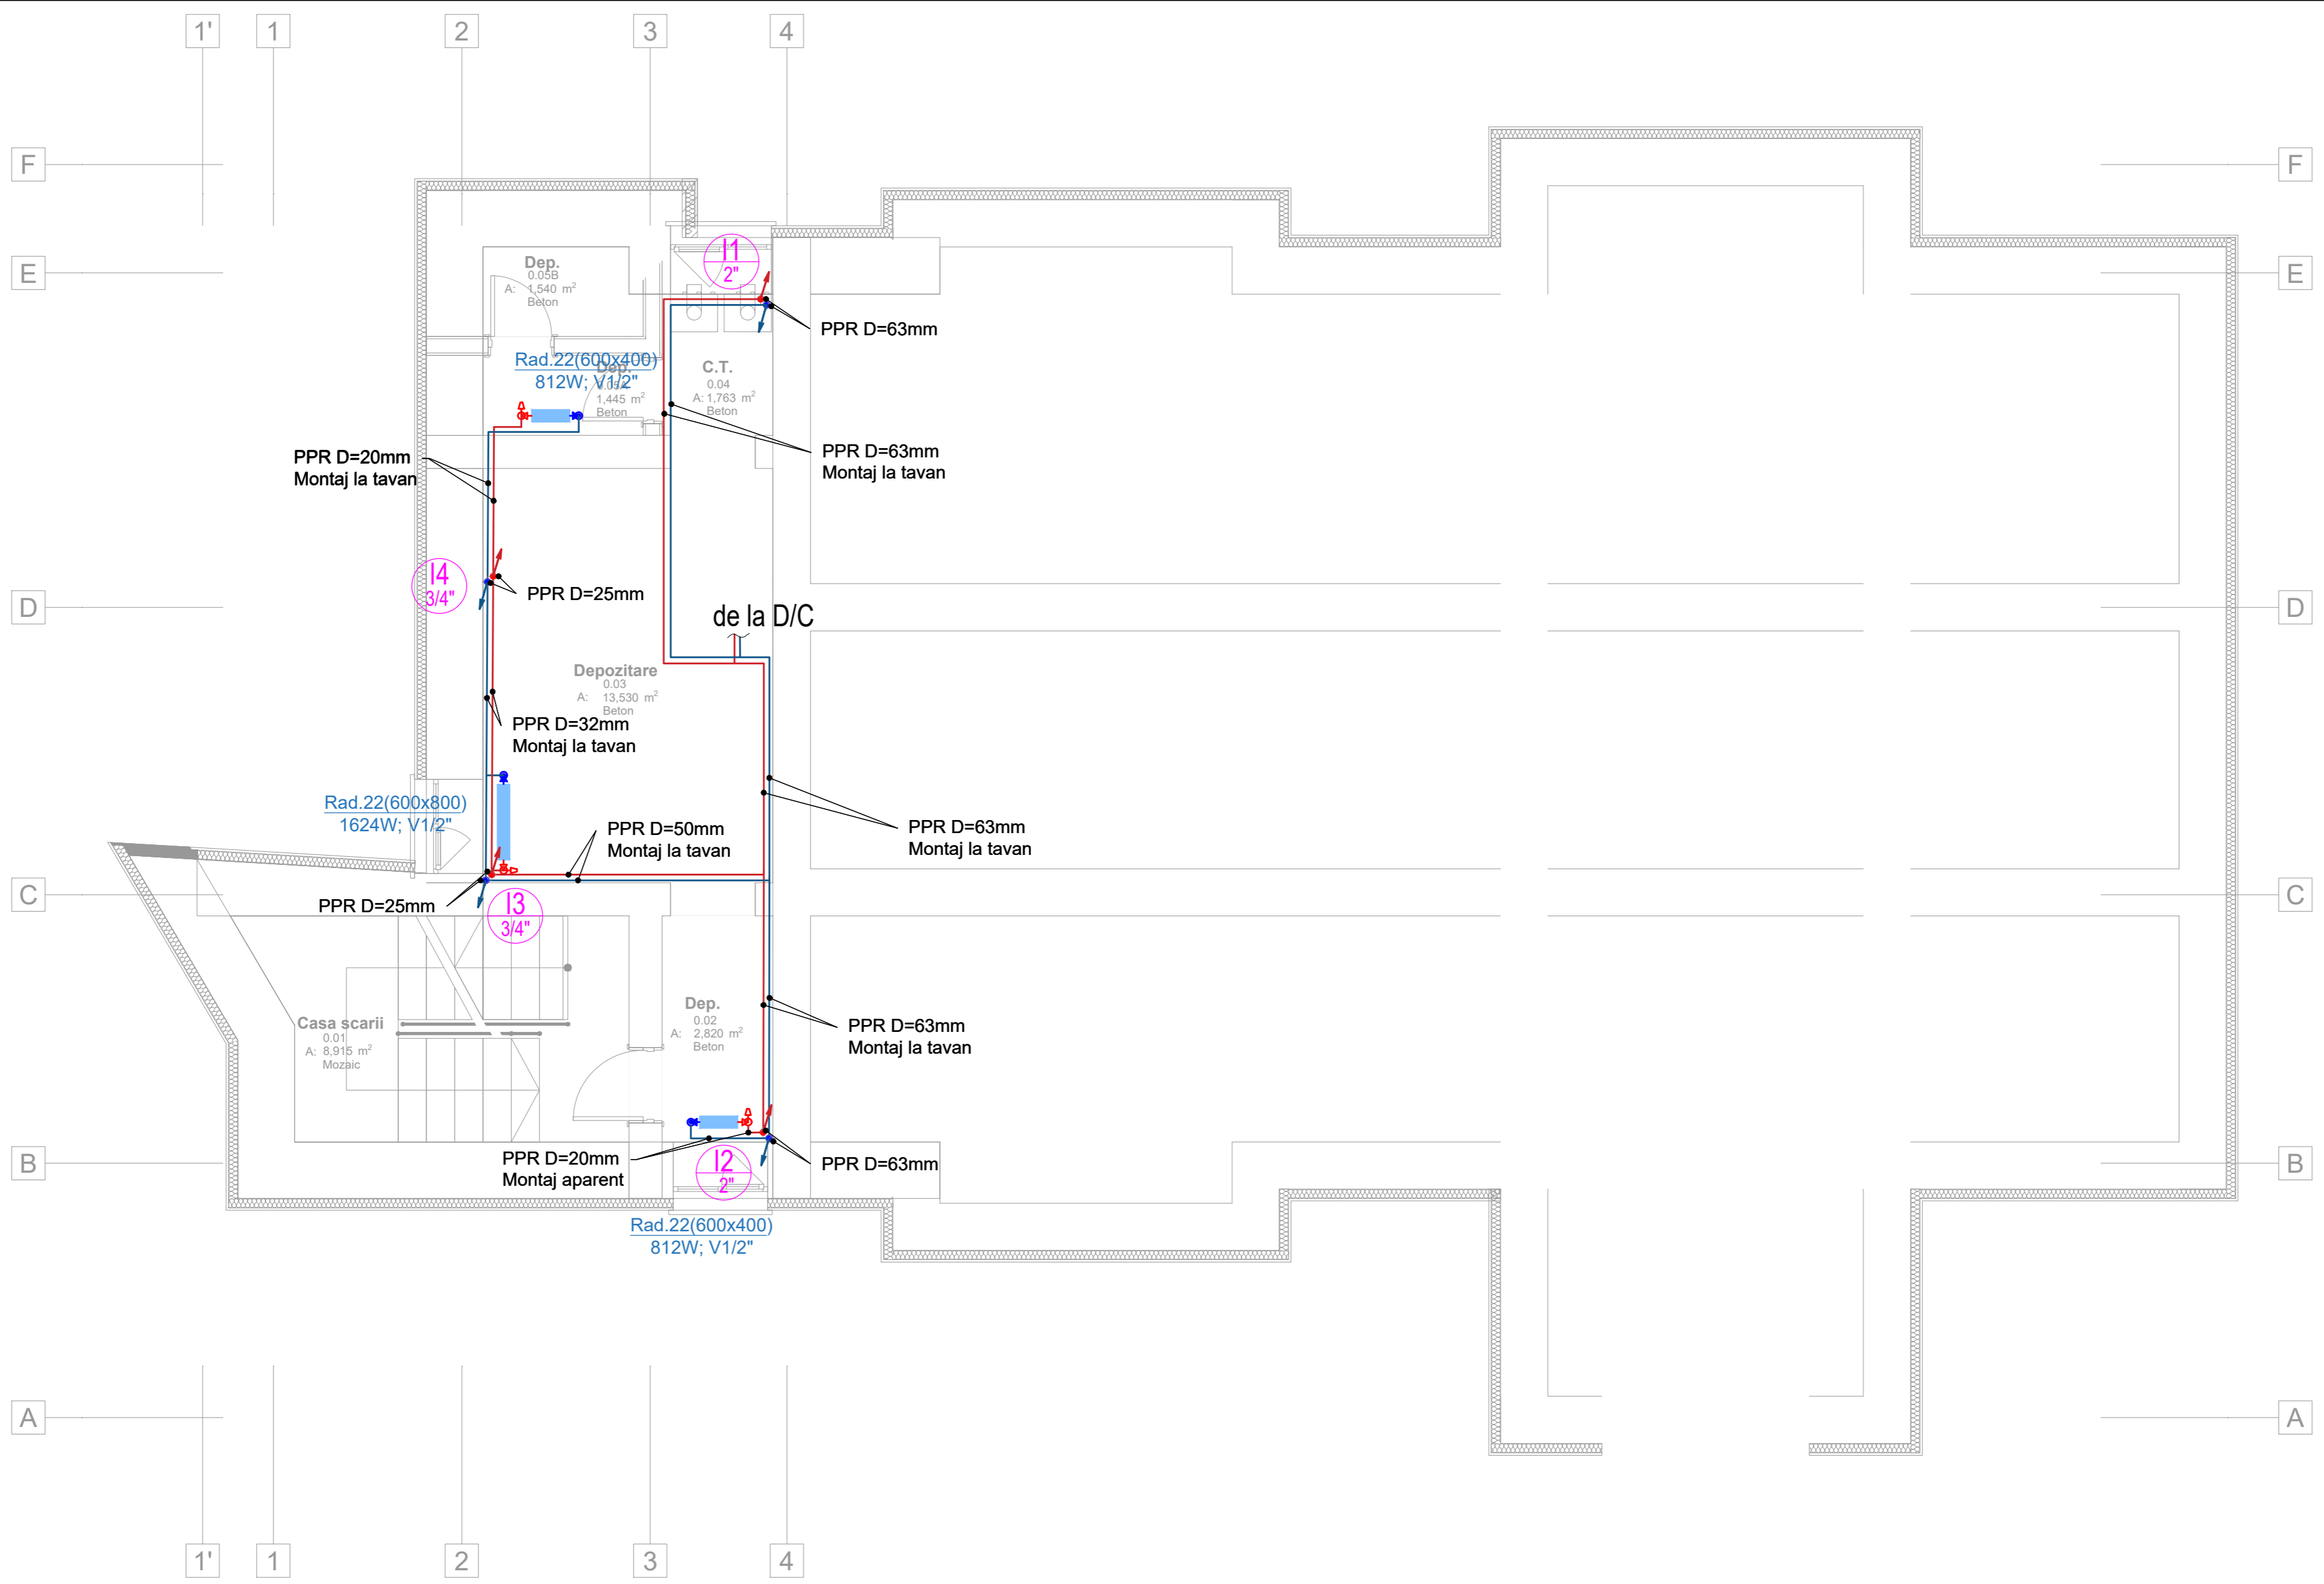 1'
1
2
3
4
F
F
E
E
D
D
C
C
B
B
A
A
I1
2"
Dep.
0.05B
A: 1,540 m²
Beton
PPR D=63mm
Rad.22(600x400)
812W; V1/2"
Dep.
0.05A
1,445 m²
Beton
C.T.
0.04
A: 1,763 m²
Beton
PPR D=20mm
Montaj la tavan
PPR D=63mm
Montaj la tavan
I4
3/4"
PPR D=25mm
de la D/C
Depozitare
0.03
A: 13,530 m²
Beton
PPR D=32mm
Montaj la tavan
Rad.22(600x800)
1624W; V1/2"
PPR D=50mm
Montaj la tavan
PPR D=63mm
Montaj la tavan
PPR D=25mm
I3
3/4"
Casa scarii
0.01
A: 8,915 m²
Mozaic
Dep.
0.02
A: 2,820 m²
Beton
PPR D=63mm
Montaj la tavan
PPR D=20mm
Montaj aparent
I2
2"
PPR D=63mm
Rad.22(600x400)
812W; V1/2"
1'
1
2
3
4